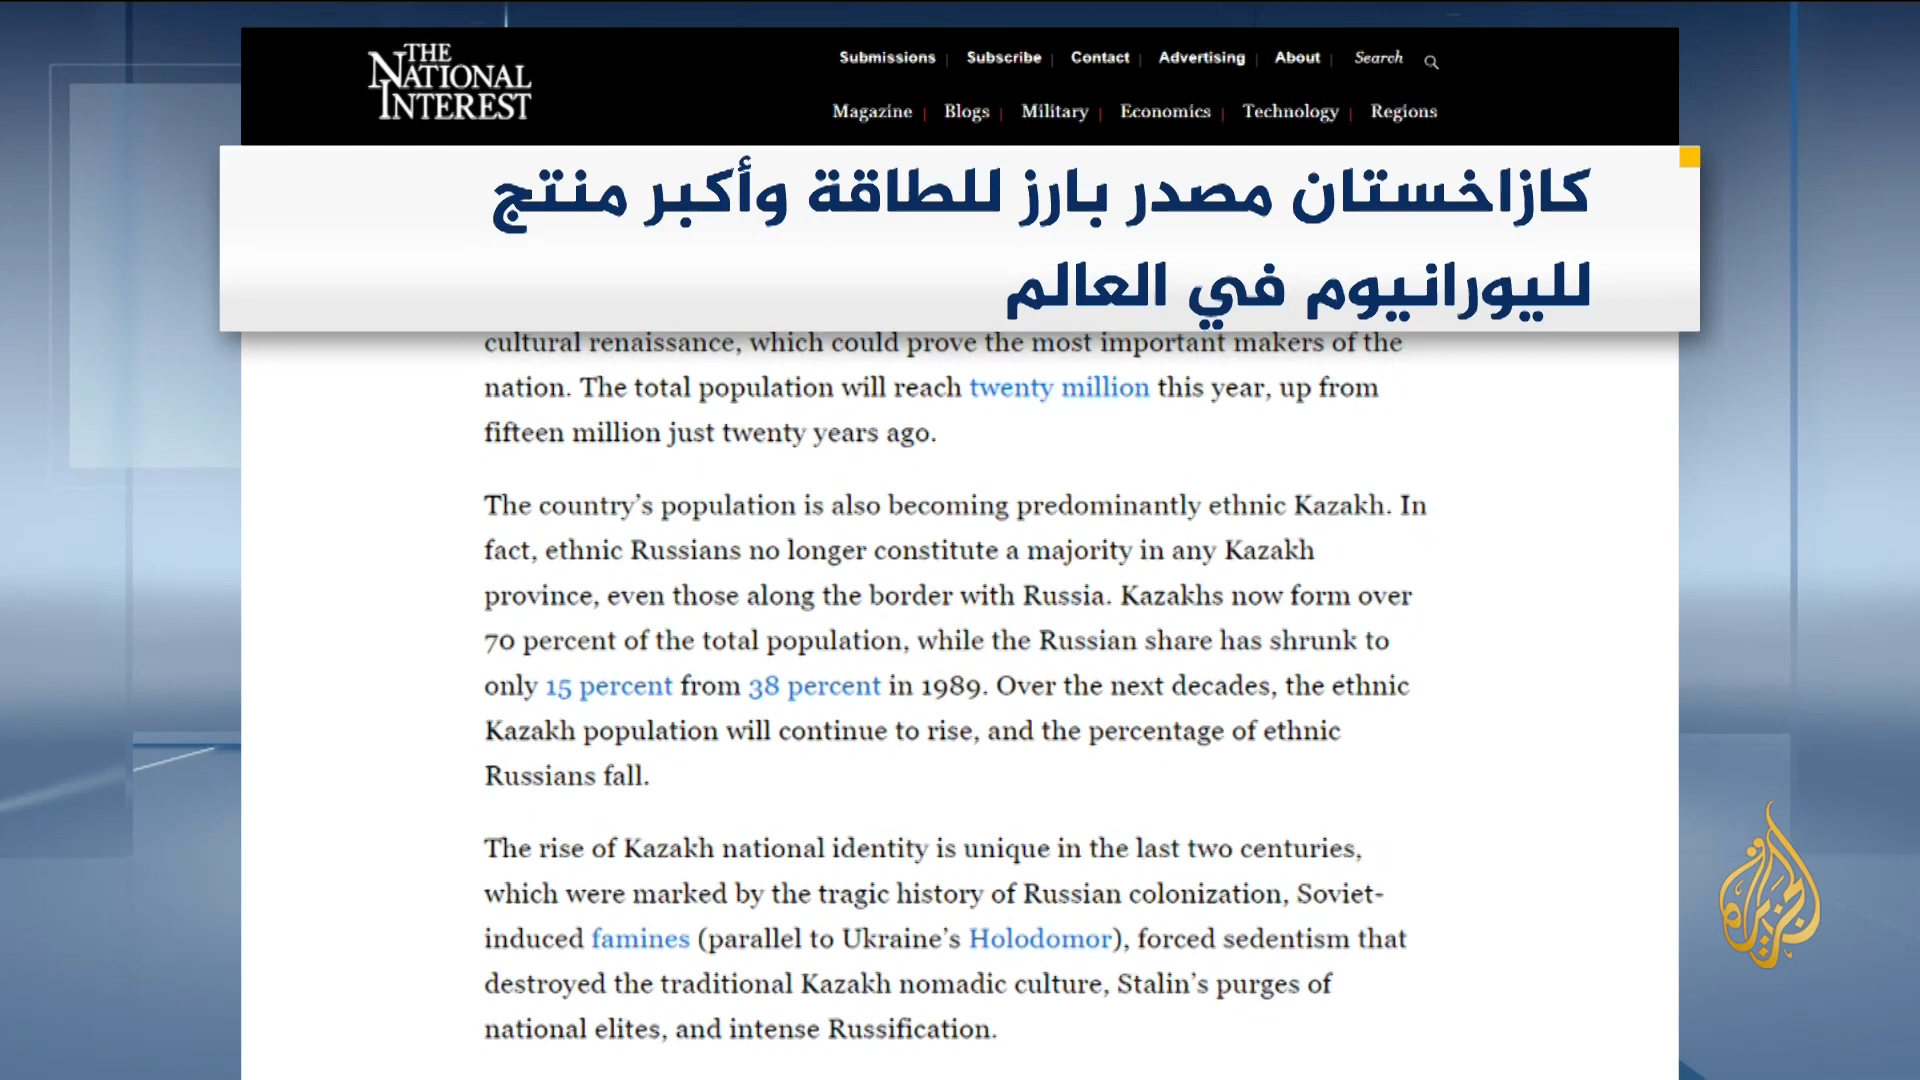 THE
NATIONAL
INTEREST
Submissions | Subscribe | Contact | Advertising | About | Search
Magazine | Blogs | Military | Economics | Technology | Regions
كازاخستان مصدر بارز للطاقة وأكبر منتج
لليورانيوم في العالم
cultural renaissance, which could prove the most important makers of the
nation. The total population will reach twenty million this year, up from
fifteen million just twenty years ago.
The country’s population is also becoming predominantly ethnic Kazakh. In
fact, ethnic Russians no longer constitute a majority in any Kazakh
province, even those along the border with Russia. Kazakhs now form over
70 percent of the total population, while the Russian share has shrunk to
only 15 percent from 38 percent in 1989. Over the next decades, the ethnic
Kazakh population will continue to rise, and the percentage of ethnic
Russians fall.
The rise of Kazakh national identity is unique in the last two centuries,
which were marked by the tragic history of Russian colonization, Soviet-
induced famines (parallel to Ukraine’s Holodomor), forced sedentism that
destroyed the traditional Kazakh nomadic culture, Stalin’s purges of
national elites, and intense Russification.
الجزيرة